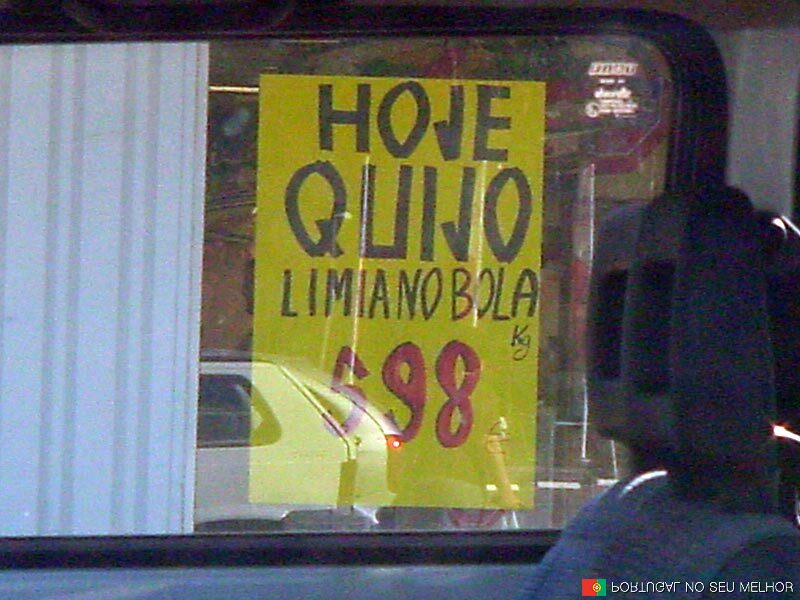 HOJE
QUIJO
LIMIANO BOLA
Kg
598
€
PORTUGAL NO SEU MELHOR